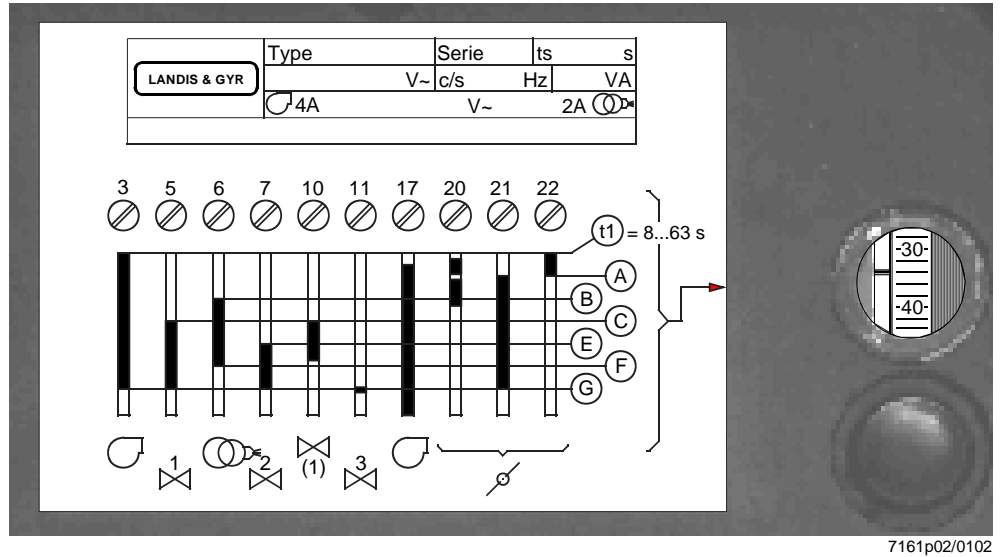 Type Serie ts s
LANDIS & GYR
V~ c/s Hz VA
4A V~ 2A
3 5 6 7 10 11 17 20 21 22
t1 = 8...63 s
A
B
C
E
F
G
1 2 (1) 3
-30-
-40-
7161p02/0102